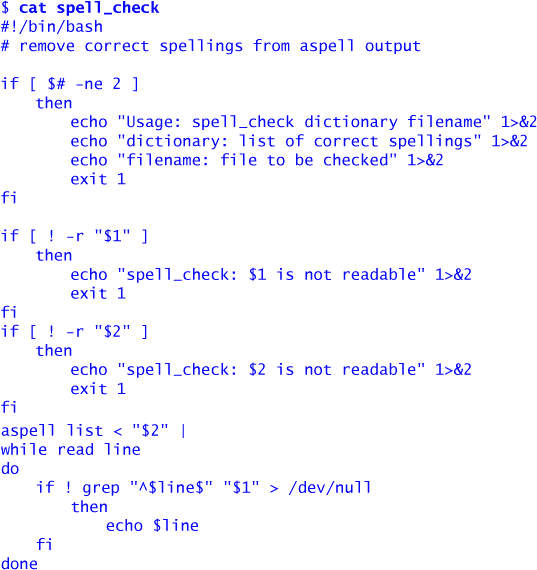 $ cat spell_check
#!/bin/bash
# remove correct spellings from aspell output

if [ $# -ne 2 ]
    then
        echo "Usage: spell_check dictionary filename" 1>&2
        echo "dictionary: list of correct spellings" 1>&2
        echo "filename: file to be checked" 1>&2
        exit 1
fi

if [ ! -r "$1" ]
    then
        echo "spell_check: $1 is not readable" 1>&2
        exit 1
fi
if [ ! -r "$2" ]
    then
        echo "spell_check: $2 is not readable" 1>&2
        exit 1
fi
aspell list < "$2" |
while read line
do
    if ! grep "^$line$" "$1" > /dev/null
        then
            echo $line
    fi
done